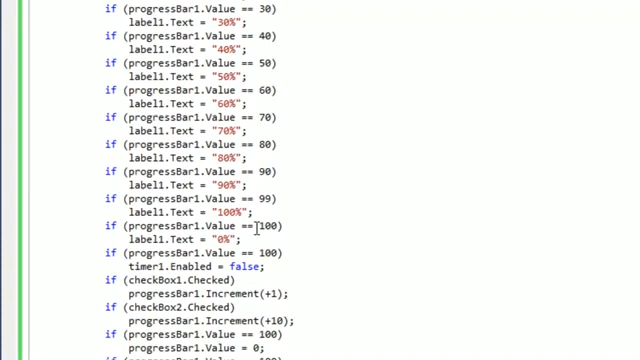 if (progressBar1.Value == 30)
label1.Text = "30%";
if (progressBar1.Value == 40)
label1.Text = "40%";
if (progressBar1.Value == 50)
label1.Text = "50%";
if (progressBar1.Value == 60)
label1.Text = "60%";
if (progressBar1.Value == 70)
label1.Text = "70%";
if (progressBar1.Value == 80)
label1.Text = "80%";
if (progressBar1.Value == 90)
label1.Text = "90%";
if (progressBar1.Value == 99)
label1.Text = "100%";
if (progressBar1.Value == 100)
label1.Text = "0%";
if (progressBar1.Value == 100)
timer1.Enabled = false;
if (checkBox1.Checked)
progressBar1.Increment(+1);
if (checkBox2.Checked)
progressBar1.Increment(+10);
if (progressBar1.Value == 100)
progressBar1.Value = 0;
if (progressBar1.Value == 100)